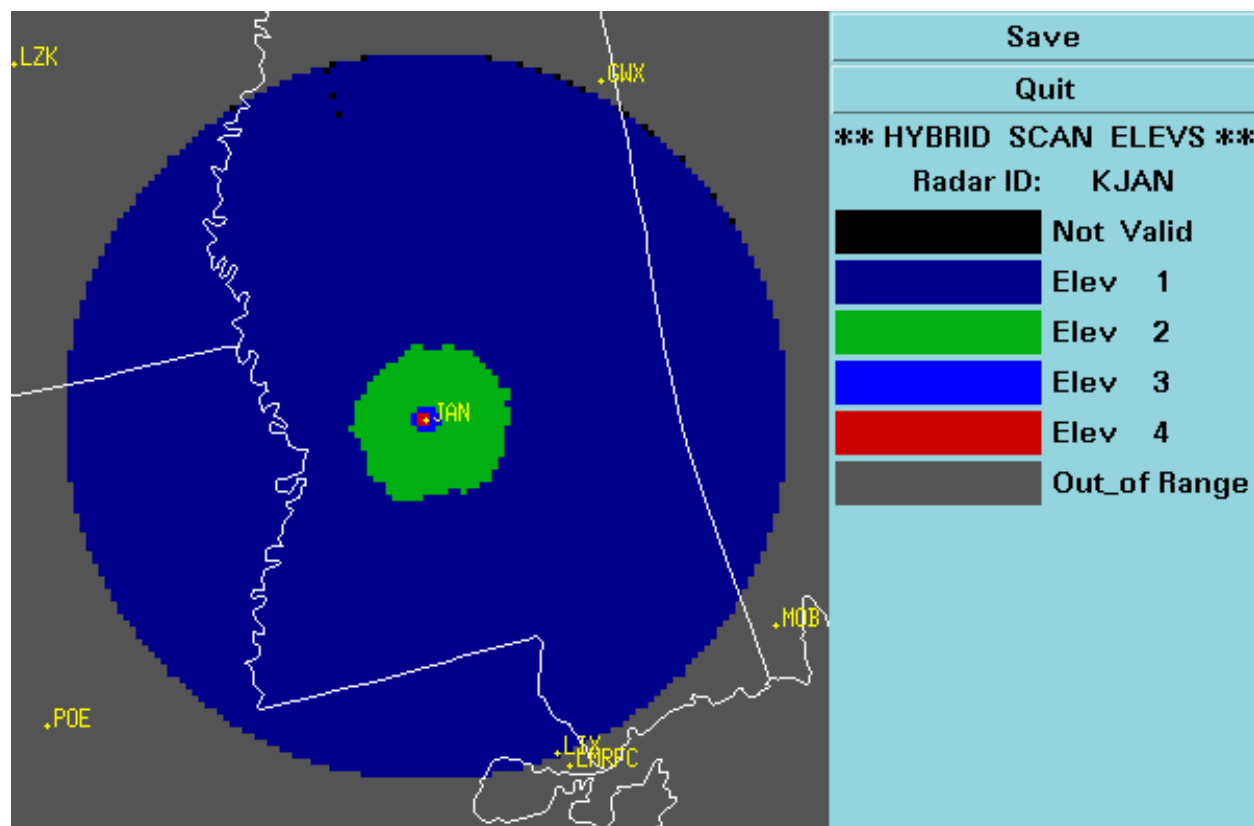 LZK
GWX
JAN
MOB
POE
LIX
LMRFC
Save
Quit
** HYBRID SCAN ELEVS **
Radar ID: KJAN
Not Valid
Elev 1
Elev 2
Elev 3
Elev 4
Out_of Range